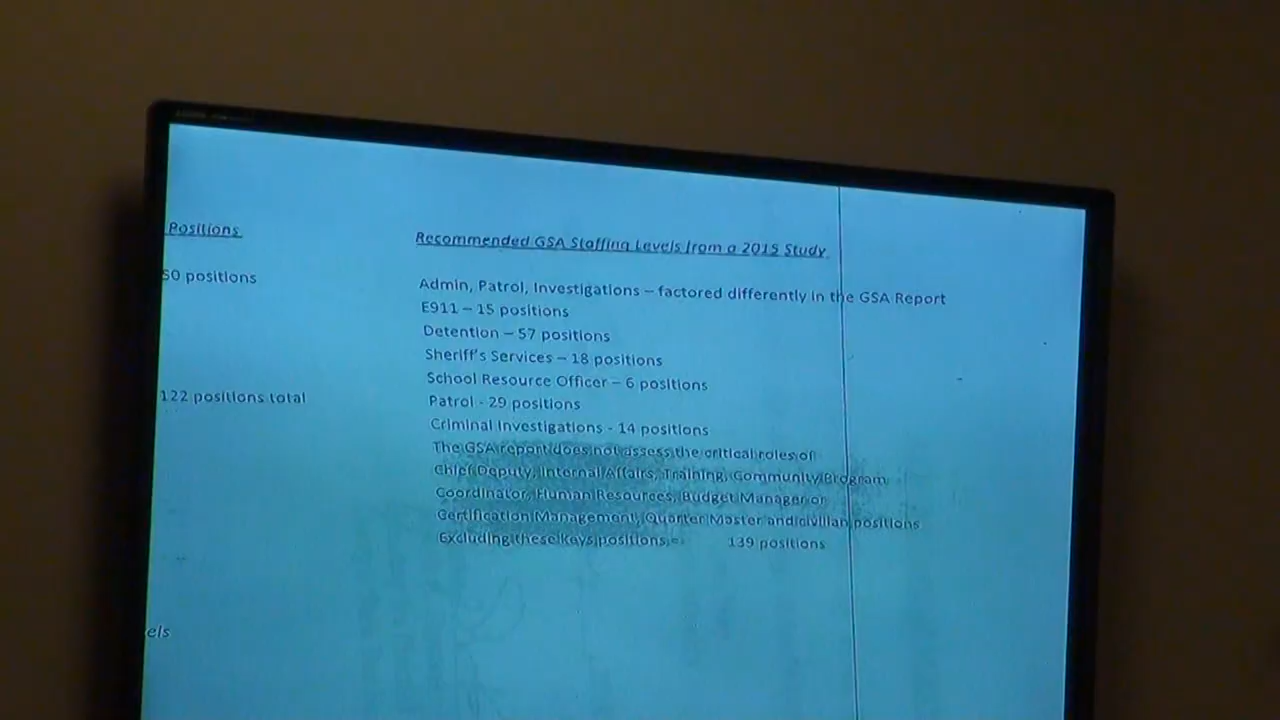 Positions
Recommended GSA Staffing Levels from a 2015 Study
50 positions
Admin, Patrol, Investigations – factored differently in the GSA Report
E911 – 15 positions
Detention – 57 positions
Sheriff's Services – 18 positions
School Resource Officer – 6 positions
122 positions total
Patrol - 29 positions
Criminal Investigations - 14 positions
The GSA report does not assess the critical roles of
Chief Deputy, Internal Affairs, Training, Community Program
Coordinator, Human Resources, Budget Manager or
Certification Management, Quarter Master and civilian positions
Excluding these keys positions = 139 positions
els